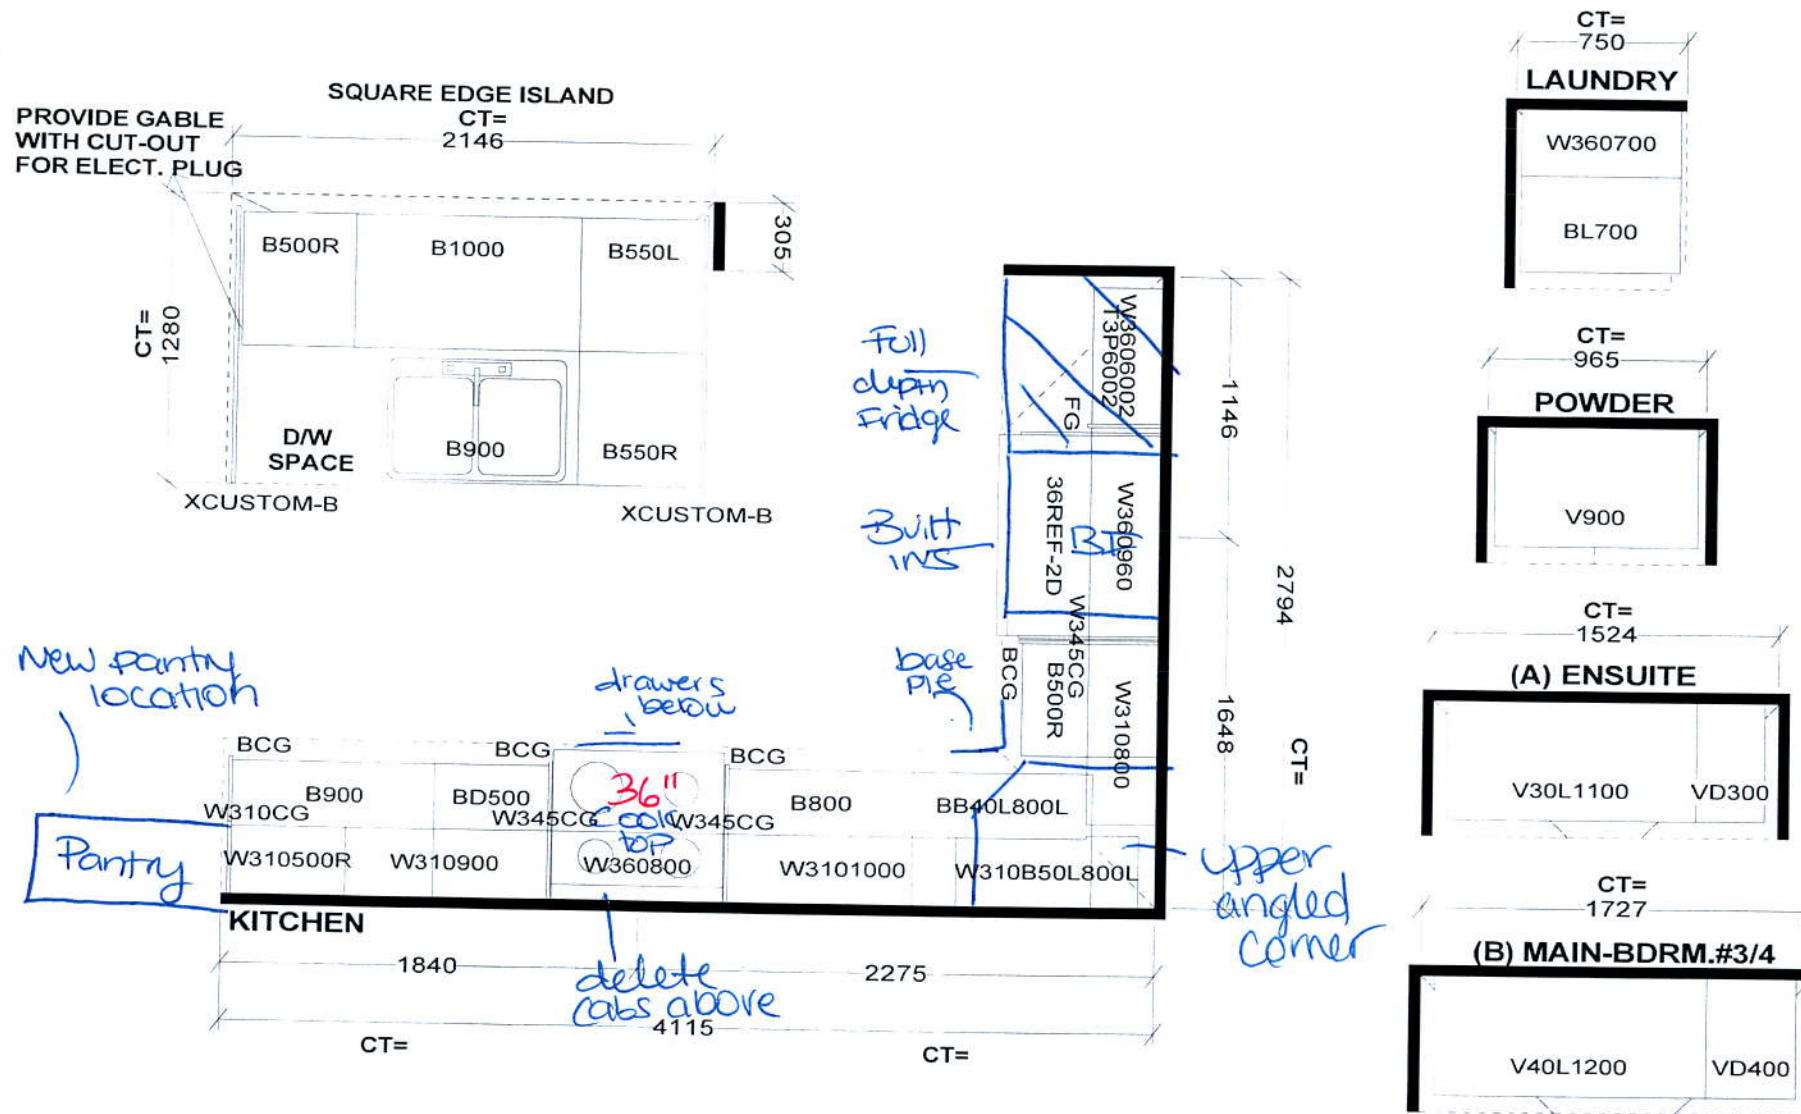 SQUARE EDGE ISLAND
CT=
2146
PROVIDE GABLE
WITH CUT-OUT
FOR ELECT. PLUG
CT=
1280
305
B500R
B1000
B550L
D/W
SPACE
B900
B550R
XCUSTOM-B
XCUSTOM-B
Full
depth
Fridge
Built
ins
W3606002
T3P6002
FG
36REF-2D
BI
W360960
W345CG
BCG
B500R
W310800
1146
1648
2794
CT=
base
pie
New pantry
location
drawers
below
BCG
BCG
BCG
B900
BD500
36"
Cook
top
B800
BB40L800L
W310CG
W345CG
W345CG
Pantry
W310500R
W310900
W360800
W3101000
W310B50L800L
upper
angled
corner
KITCHEN
1840
2275
delete
cabs above
4115
CT=
CT=
CT=
750
LAUNDRY
W360700
BL700
CT=
965
POWDER
V900
CT=
1524
(A) ENSUITE
V30L1100
VD300
CT=
1727
(B) MAIN-BDRM.#3/4
V40L1200
VD400